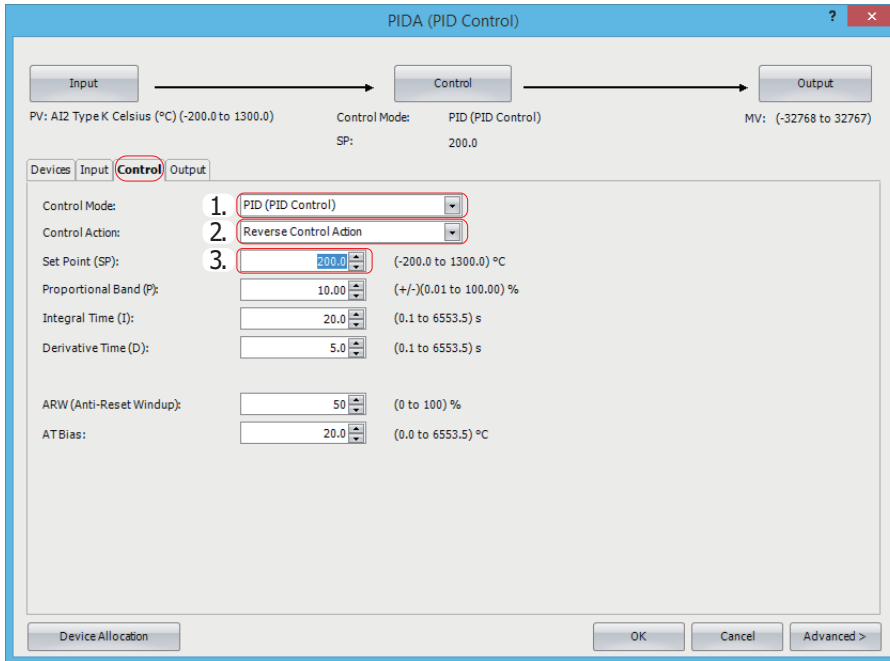 PIDA (PID Control)
? ×
Input Control Output
PV: AI2 Type K Celsius (°C) (-200.0 to 1300.0) Control Mode: PID (PID Control) MV: (-32768 to 32767)
SP: 200.0
Devices Input Control Output
Control Mode: 1. PID (PID Control)
Control Action: 2. Reverse Control Action
Set Point (SP): 3. 200.0 (-200.0 to 1300.0) °C
Proportional Band (P): 10.00 (+/-)(0.01 to 100.00) %
Integral Time (I): 20.0 (0.1 to 6553.5) s
Derivative Time (D): 5.0 (0.1 to 6553.5) s
ARW (Anti-Reset Windup): 50 (0 to 100) %
AT Bias: 20.0 (0.0 to 6553.5) °C
Device Allocation OK Cancel Advanced >